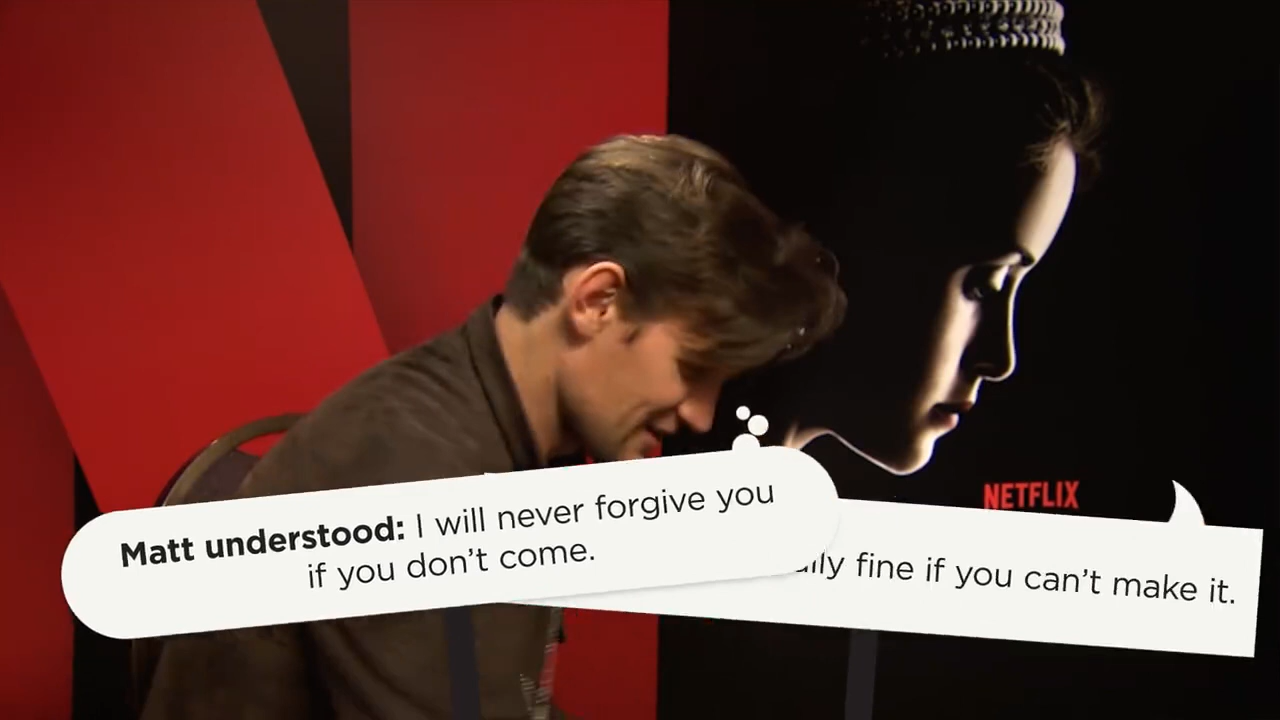 NETFLIX
Matt understood: I will never forgive you
if you don't come.
fine if you can't make it.